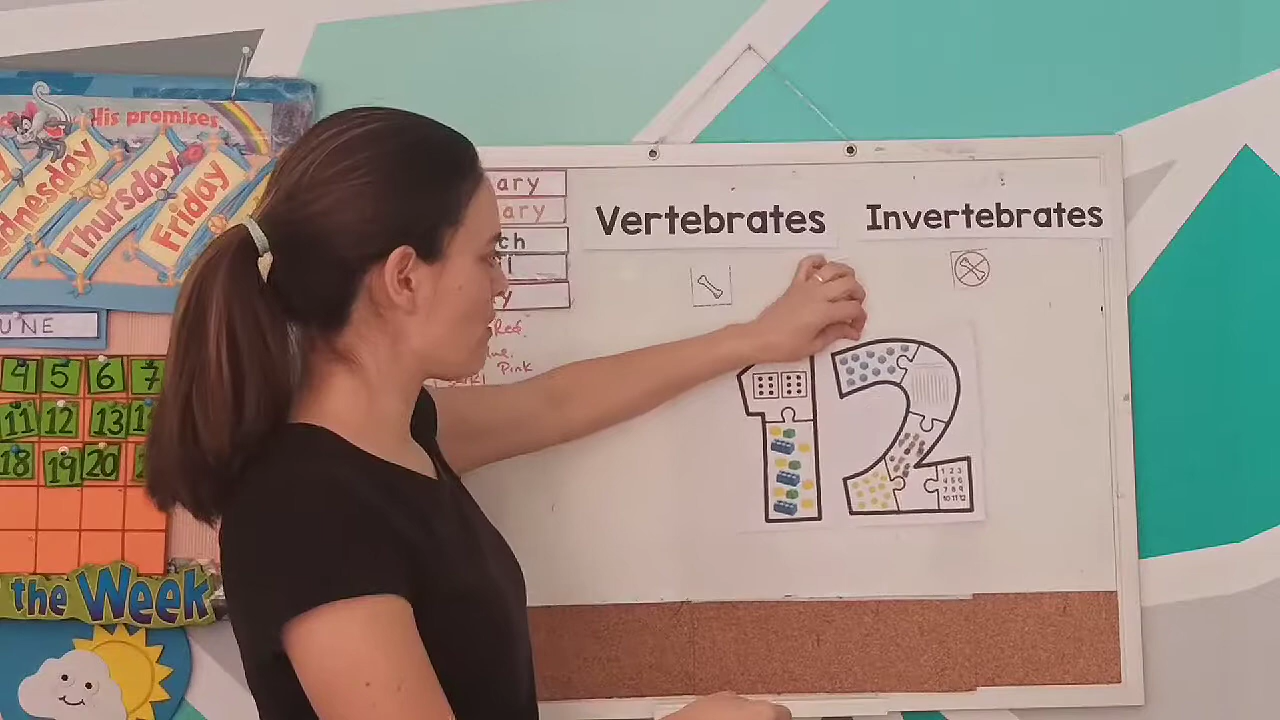 His promises
Wednesday
Thursday
Friday
UNE
4 5 6 7
11 12 13
18 19 20
the Week
ary
ary
ch
Red
Pink
Vertebrates
Invertebrates
12
1 2 3
4 5 6
7 8 9
10 11 12